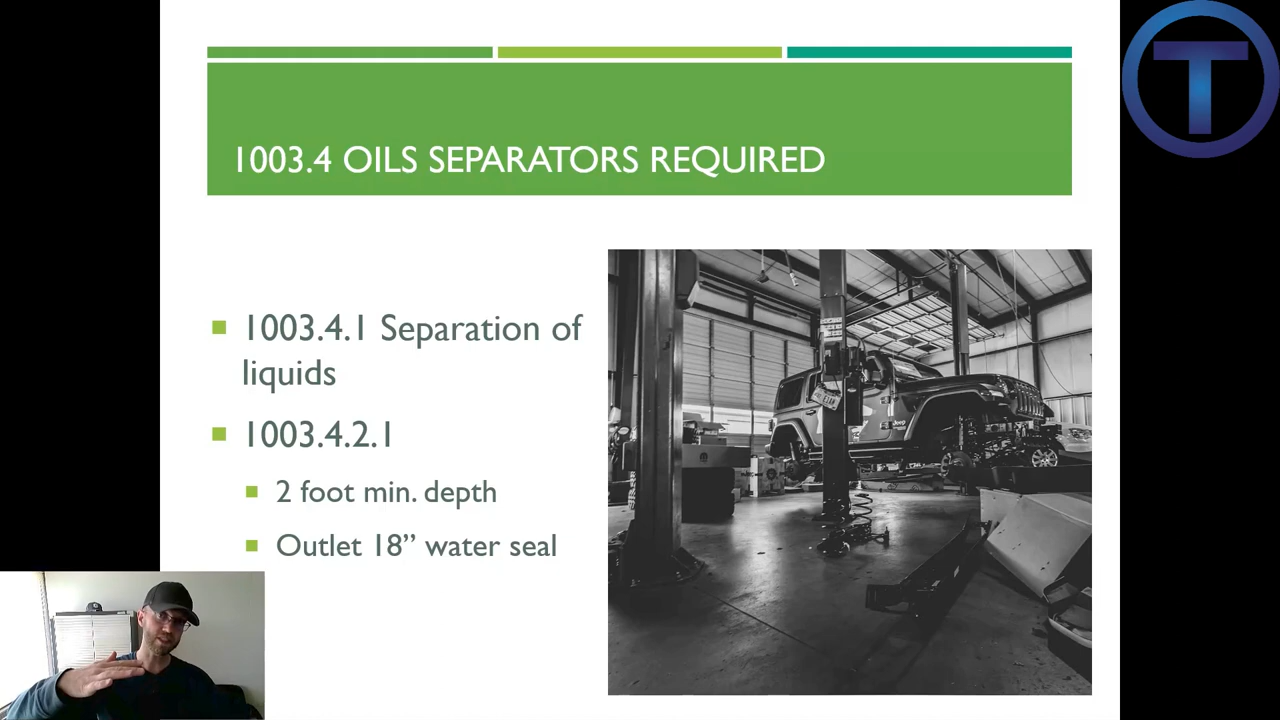 T
1003.4 OILS SEPARATORS REQUIRED
1003.4.1 Separation of
liquids
1003.4.2.1
2 foot min. depth
Outlet 18” water seal
Jeep